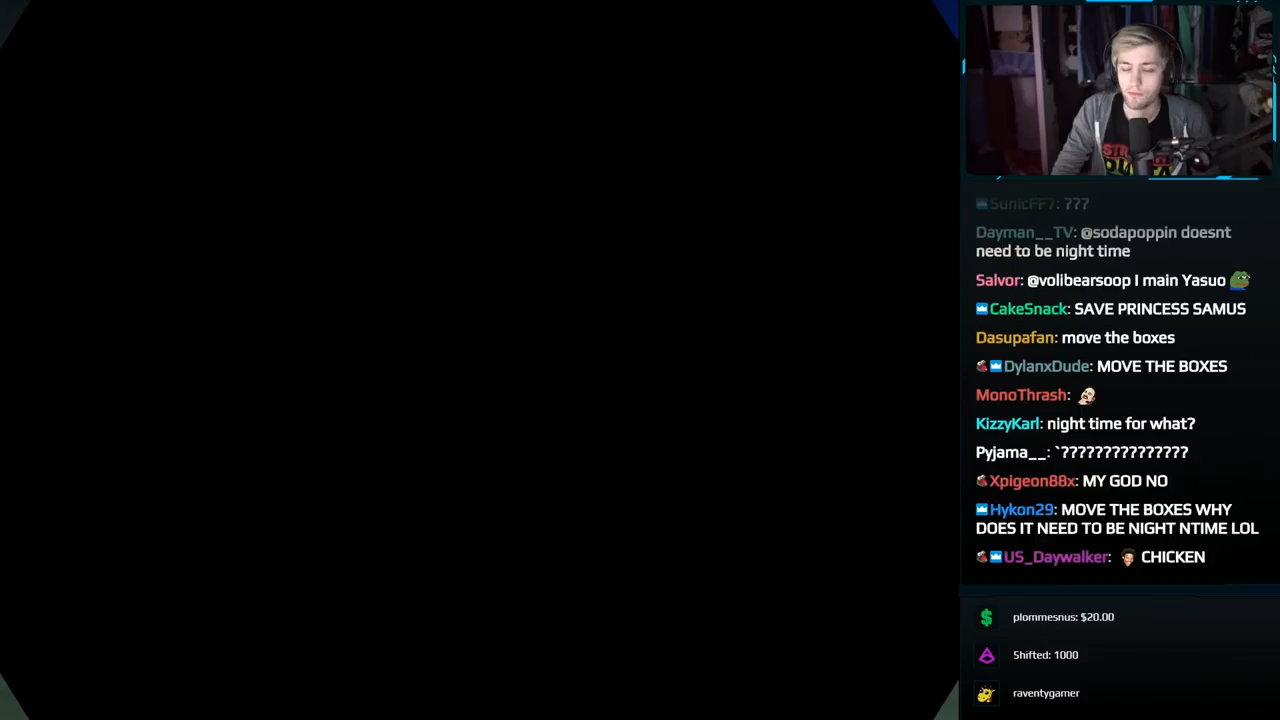 SunicFF7: ???
Dayman__TV: @sodapoppin doesnt
need to be night time
Salvor: @volibearsoop I main Yasuo
CakeSnack: SAVE PRINCESS SAMUS
Dasupafan: move the boxes
DylanxDude: MOVE THE BOXES
MonoThrash:
KizzyKarl: night time for what?
Pyjama__: `???????????????
Xpigeon88x: MY GOD NO
Hykon29: MOVE THE BOXES WHY
DOES IT NEED TO BE NIGHT NTIME LOL
US_Daywalker: CHICKEN
plommesnus: $20.00
Shifted: 1000
raventygamer